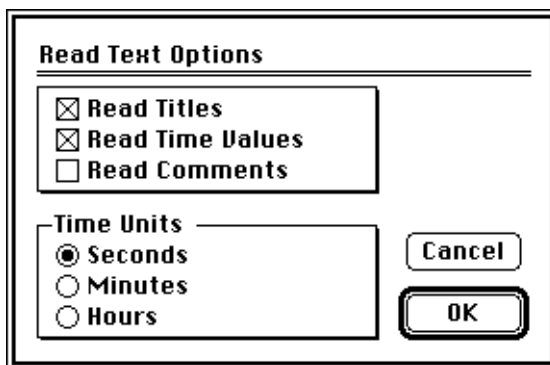 Read Text Options
Read Titles
Read Time Values
Read Comments
Time Units
Seconds
Minutes
Hours
Cancel
OK